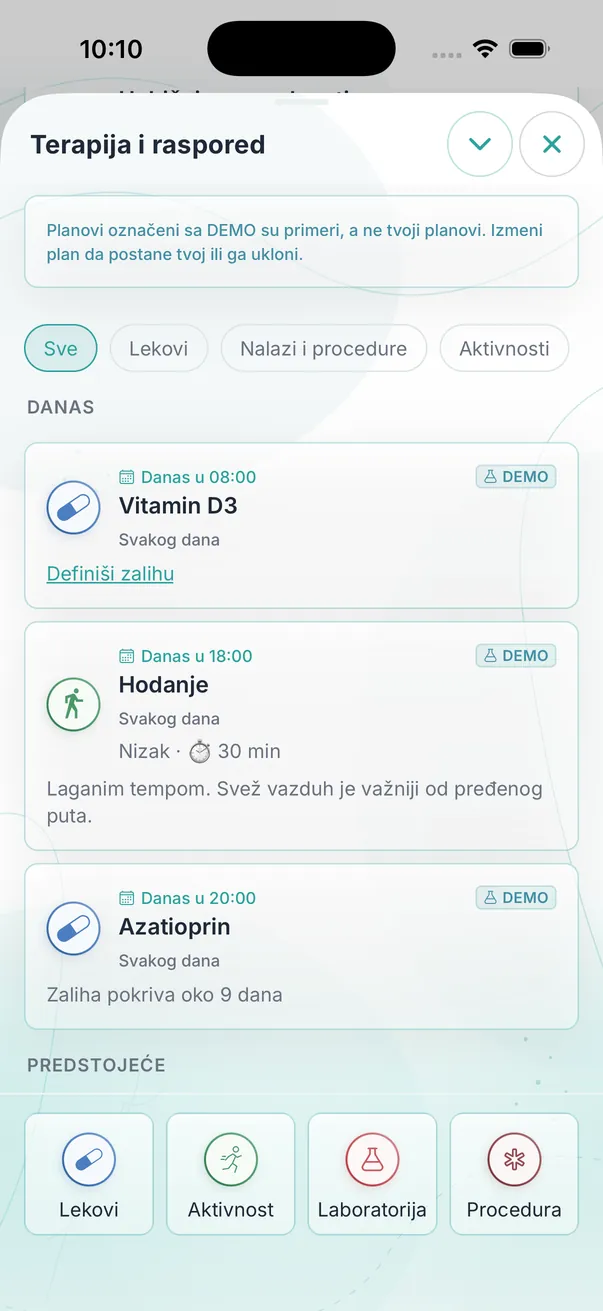 10:10
Terapija i raspored
Planovi označeni sa DEMO su primeri, a ne tvoji planovi. Izmeni
plan da postane tvoj ili ga ukloni.
Sve
Lekovi
Nalazi i procedure
Aktivnosti
DANAS
Danas u 08:00
DEMO
Vitamin D3
Svakog dana
Definiši zalihu
Danas u 18:00
DEMO
Hodanje
Svakog dana
Nizak · ⏱ 30 min
Laganim tempom. Svež vazduh je važniji od pređenog
puta.
Danas u 20:00
DEMO
Azatioprin
Svakog dana
Zaliha pokriva oko 9 dana
PREDSTOJEĆE
Lekovi
Aktivnost
Laboratorija
Procedura